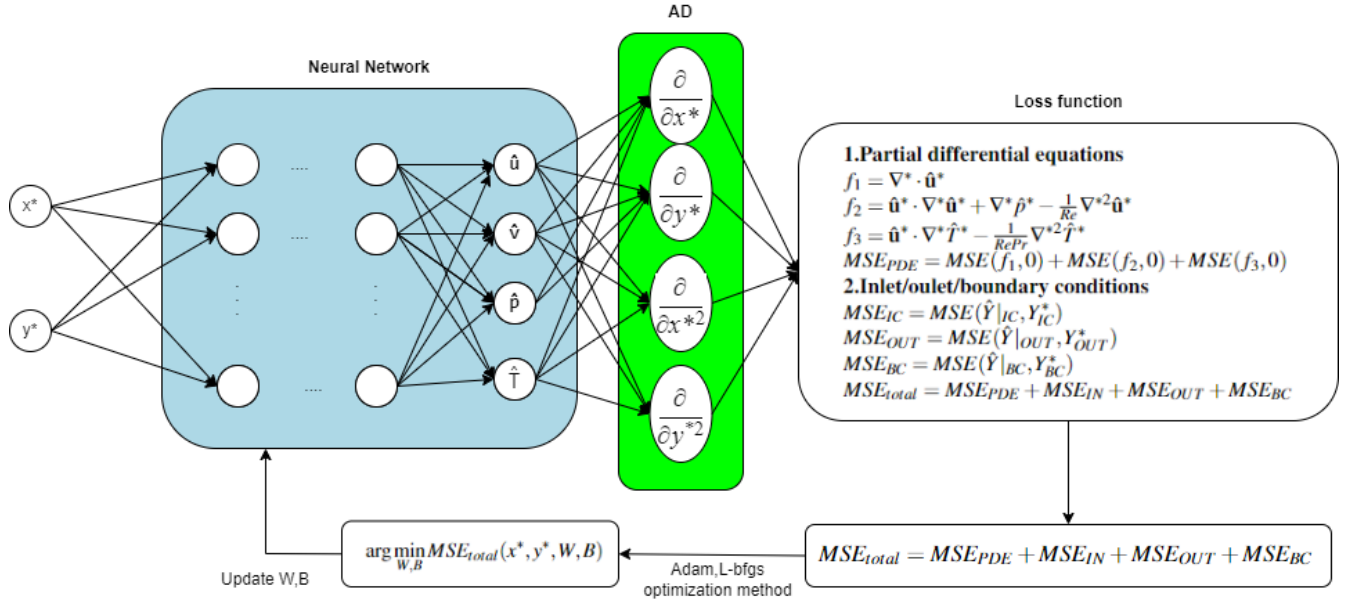 AD
Neural Network
Loss function
x*
y*
....
....
....
....
....
....
:
:
û
v̂
p̂
T̂
∂/∂x*
∂/∂y*
∂/∂x*²
∂/∂y*²
1.Partial differential equations
f₁ = ∇* · û*
f₂ = û* · ∇*û* + ∇*p̂* − 1/Re ∇*²û*
f₃ = û* · ∇*T̂* − 1/RePr ∇*²T̂*
MSE_PDE = MSE(f₁,0) + MSE(f₂,0) + MSE(f₃,0)
2.Inlet/oulet/boundary conditions
MSE_IC = MSE(Ŷ|_IC, Y*_IC)
MSE_OUT = MSE(Ŷ|_OUT, Y*_OUT)
MSE_BC = MSE(Ŷ|_BC, Y*_BC)
MSE_total = MSE_PDE + MSE_IN + MSE_OUT + MSE_BC
MSE_total = MSE_PDE + MSE_IN + MSE_OUT + MSE_BC
Adam,L-bfgs
optimization method
arg min_W,B MSE_total(x*, y*, W, B)
Update W,B